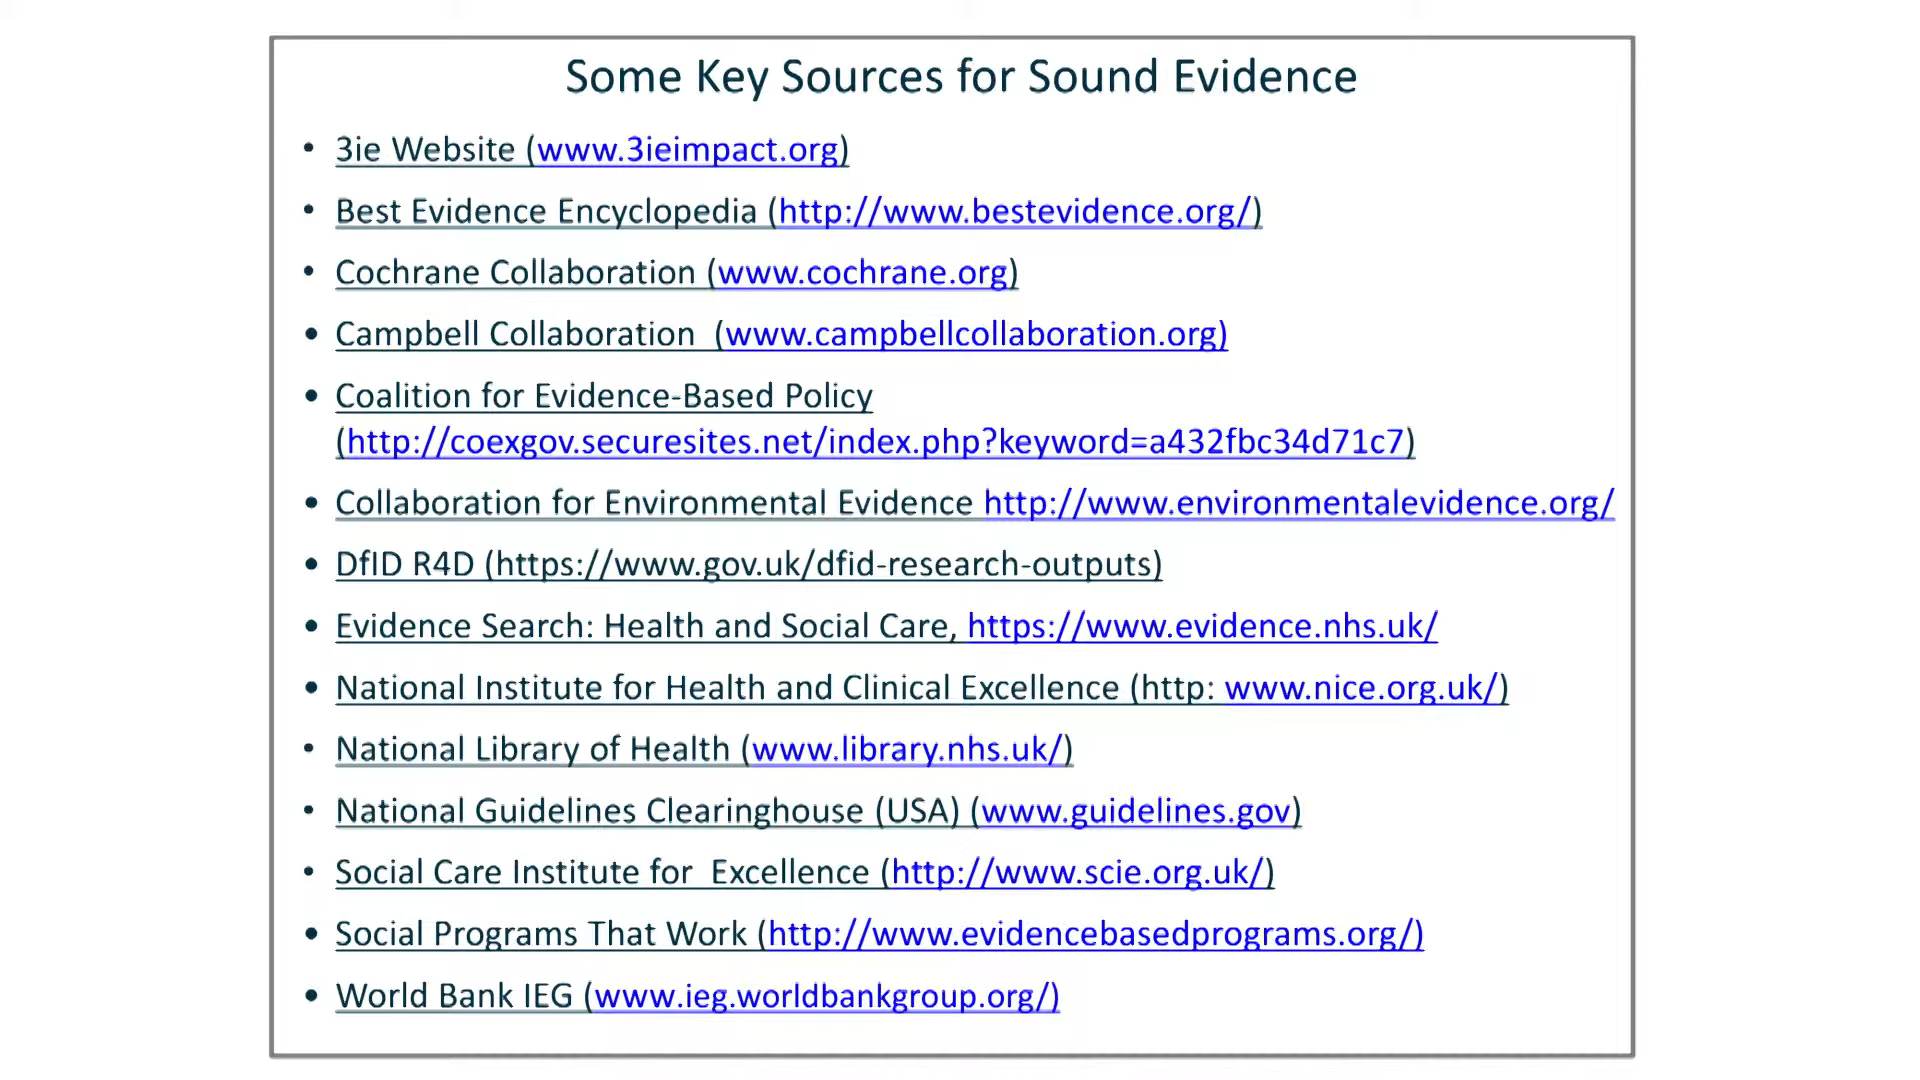 Some Key Sources for Sound Evidence
• 3ie Website (www.3ieimpact.org)
• Best Evidence Encyclopedia (http://www.bestevidence.org/)
• Cochrane Collaboration (www.cochrane.org)
• Campbell Collaboration  (www.campbellcollaboration.org)
• Coalition for Evidence-Based Policy
(http://coexgov.securesites.net/index.php?keyword=a432fbc34d71c7)
• Collaboration for Environmental Evidence http://www.environmentalevidence.org/
• DfID R4D (https://www.gov.uk/dfid-research-outputs)
• Evidence Search: Health and Social Care, https://www.evidence.nhs.uk/
• National Institute for Health and Clinical Excellence (http: www.nice.org.uk/)
• National Library of Health (www.library.nhs.uk/)
• National Guidelines Clearinghouse (USA) (www.guidelines.gov)
• Social Care Institute for  Excellence (http://www.scie.org.uk/)
• Social Programs That Work (http://www.evidencebasedprograms.org/)
• World Bank IEG (www.ieg.worldbankgroup.org/)